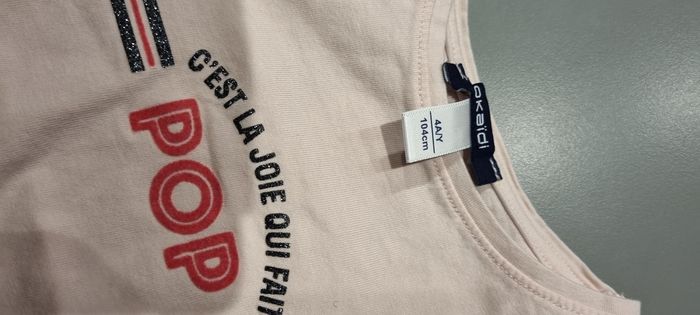 okaïdi
4A/Y
104cm
C'EST LA JOIE QUI FAIT
POP